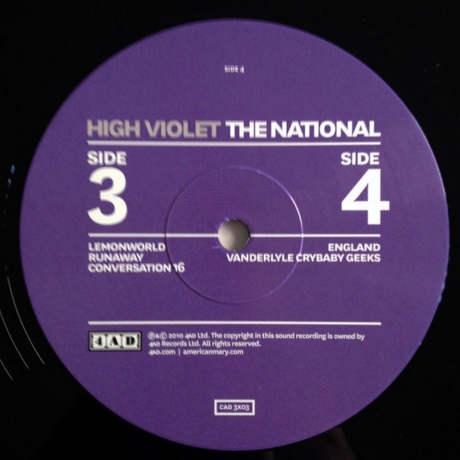 SIDE 4
HIGH VIOLET THE NATIONAL
SIDE 3
LEMONWORLD
RUNAWAY
CONVERSATION 16
SIDE 4
ENGLAND
VANDERLYLE CRYBABY GEEKS
4AD
℗&© 2010 4AD Ltd. The copyright in this sound recording is owned by
4AD Records Ltd. All rights reserved.
4AD.com | americanmary.com
CAD 3X03